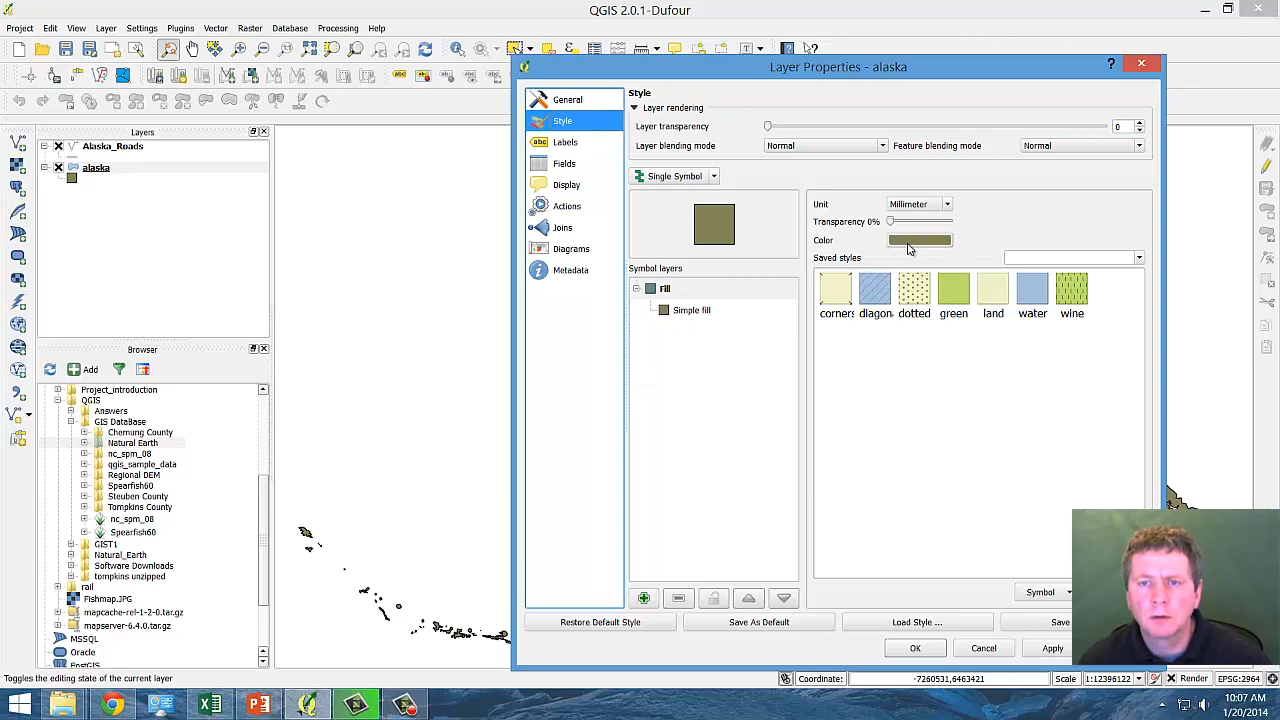 QGIS 2.0.1-Dufour
Project Edit View Layer Settings Plugins Vector Raster Database Processing Help
Layers
Alaska_Roads
alaska
Browser
Add
Project_introduction
QGIS
Answers
QGIS DataBase
Chemung County
Natural Earth
nc_spm_08
qgis_sample_data
Regional DEM
Spearfish60
Steuben County
Tompkins County
nc_spm_08
Spearfish60
GIST1
Natural_Earth
Software Downloads
tompkins unzipped
rail
Fishmap.JPG
mapcache-rel-1-2-0.tar.gz
mapserver-6.4.0.tar.gz
MSSQL
Oracle
PostGIS
Layer Properties - alaska
General
Style
Labels
Fields
Display
Actions
Joins
Diagrams
Metadata
Style
Layer rendering
Layer transparency 0
Layer blending mode Normal Feature blending mode Normal
Single Symbol
Symbol layers
Fill
Simple fill
Unit Millimeter
Transparency 0%
Color
Saved styles
corners diagon dotted green land water wine
Symbol
Restore Default Style Save As Default Load Style ... Save
OK Cancel Apply
Toggles the editing state of the current layer
Coordinate: -7260531,6463421 Scale 1:12396122 Render EPSG:2964
10:07 AM
1/20/2014